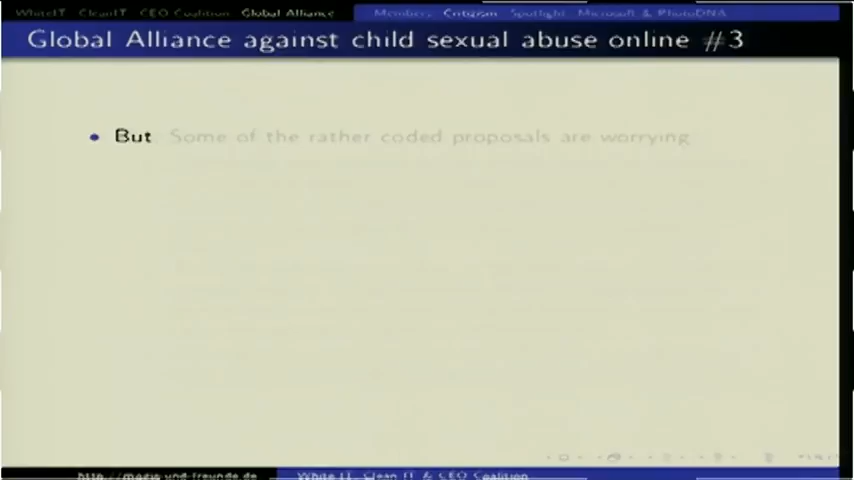 WhiteIT CleanIT CEO Coalition Global Alliance Members Criticism Spotlight Microsoft & PhotoDNA
Global Alliance against child sexual abuse online #3
But Some of the rather coded proposals are worrying
http://mogis-und-freunde.de White IT, Clean IT & CEO Coalition